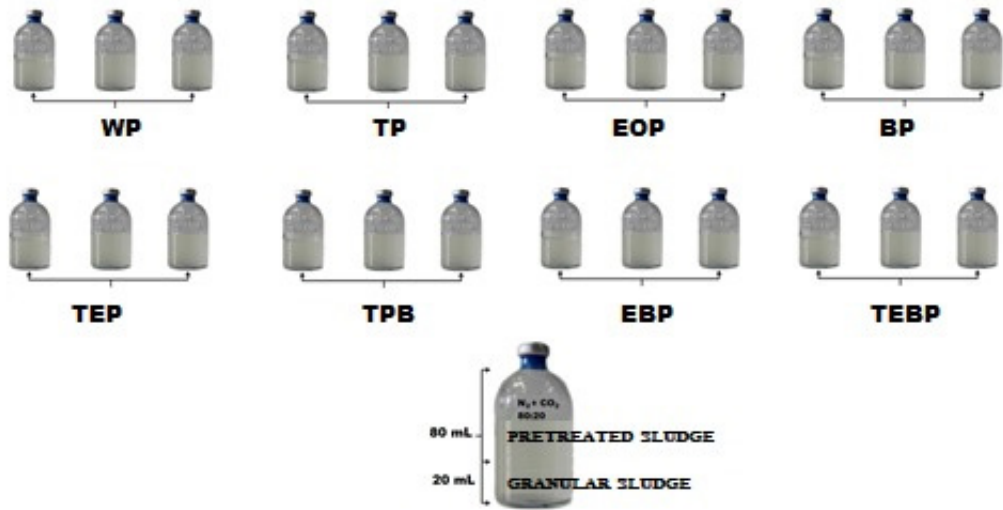 WP TP EOP BP
TEP TPB EBP TEBP
N₂ + CO₂
80:20
80 mL PRETREATED SLUDGE
20 mL GRANULAR SLUDGE